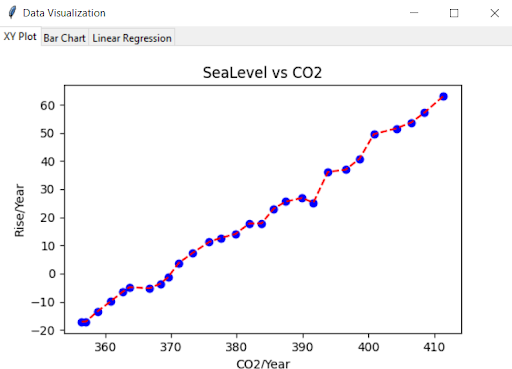 Data Visualization
XY Plot Bar Chart Linear Regression
SeaLevel vs CO2
Rise/Year
60
50
40
30
20
10
0
−10
−20
360 370 380 390 400 410
CO2/Year